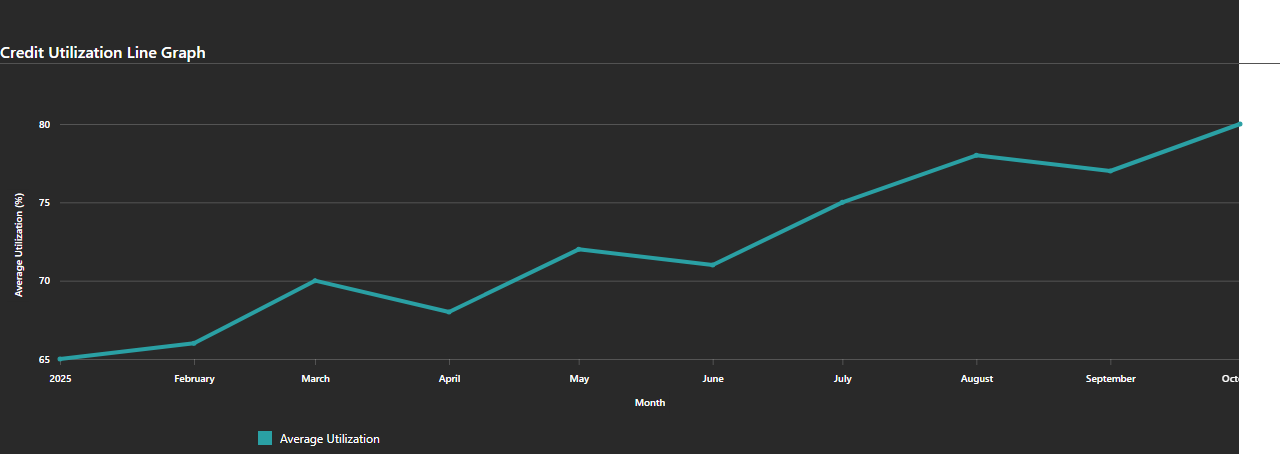 Credit Utilization Line Graph
80
75
70
65
Average Utilization (%)
2025 February March April May June July August September
Month
Average Utilization